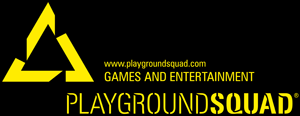 www.playgroundsquad.com
GAMES AND ENTERTAINMENT
PLAYGROUNDSQUAD®